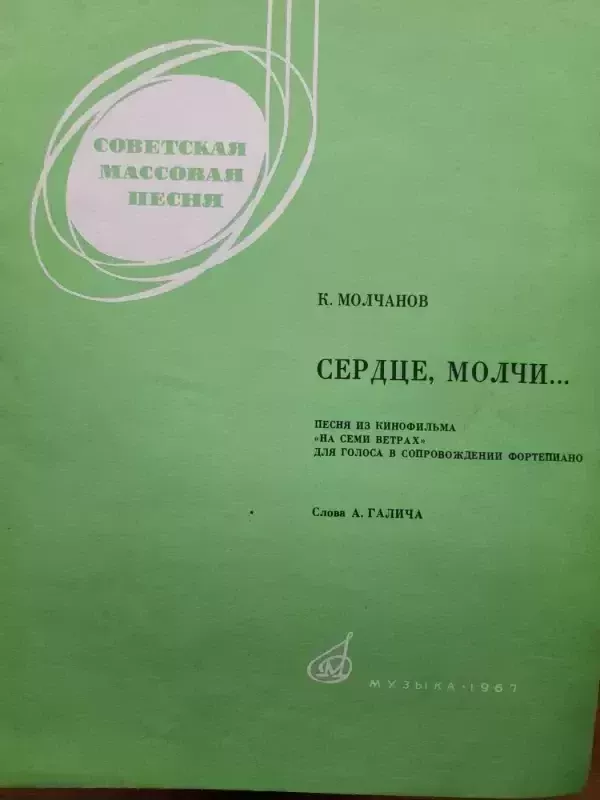 СОВЕТСКАЯ
МАССОВАЯ
ПЕСНЯ
К. МОЛЧАНОВ
СЕРДЦЕ, МОЛЧИ...
ПЕСНЯ ИЗ КИНОФИЛЬМА
«НА СЕМИ ВЕТРАХ»
ДЛЯ ГОЛОСА В СОПРОВОЖДЕНИИ ФОРТЕПИАНО
Слова А. ГАЛИЧА
М
МУЗЫКА · 1967